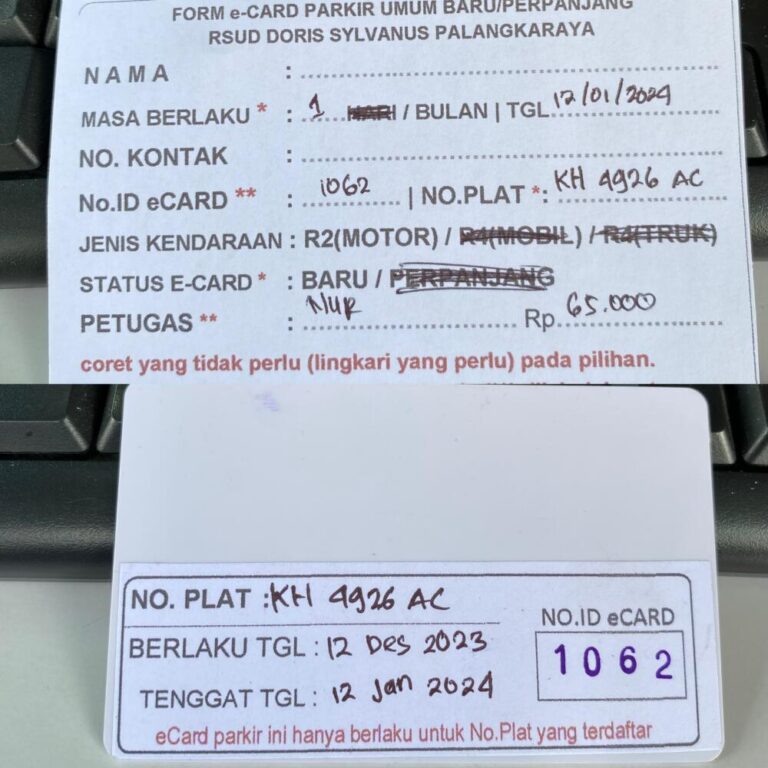 FORM e-CARD PARKIR UMUM BARU/PERPANJANG
RSUD DORIS SYLVANUS PALANGKARAYA
NAMA :
MASA BERLAKU * : 1 HARI / BULAN | TGL 12/01/2024
NO. KONTAK :
No.ID eCARD ** : 1062 | NO.PLAT *: KH 4926 AC
JENIS KENDARAAN : R2(MOTOR) / R4(MOBIL) / R4(TRUK)
STATUS E-CARD * : BARU / PERPANJANG
PETUGAS ** : NUR Rp. 65.000
coret yang tidak perlu (lingkari yang perlu) pada pilihan.
NO. PLAT : KH 4926 AC
BERLAKU TGL : 12 Des 2023
TENGGAT TGL : 12 Jan 2024
NO.ID eCARD
1062
eCard parkir ini hanya berlaku untuk No.Plat yang terdaftar